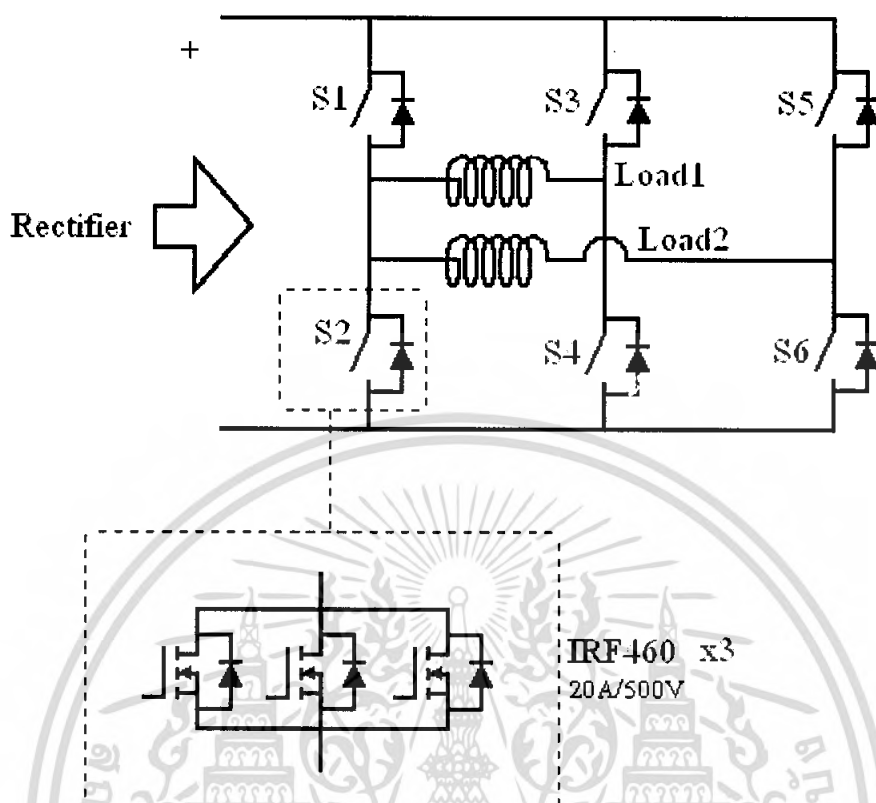 +
S1
S3
S5
Load1
Rectifier
Load2
S2
S4
S6
IRF460 x3
20A/500V